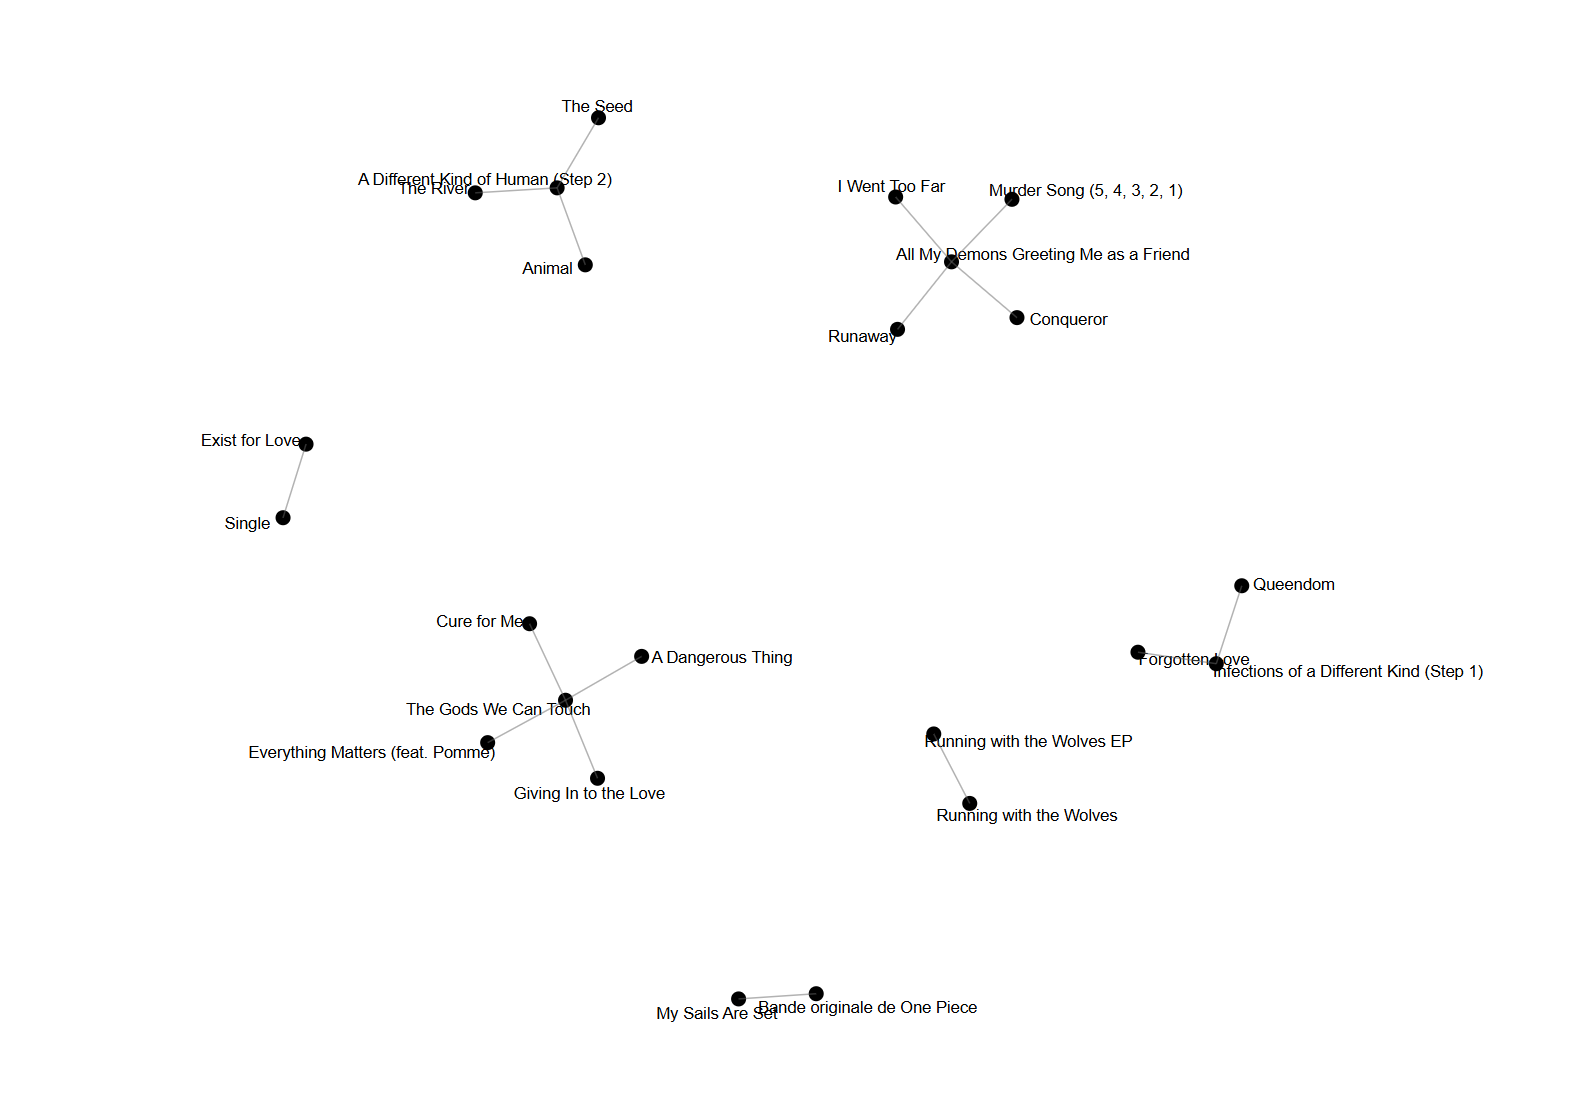 The Seed
A Different Kind of Human (Step 2)
The River
Animal
I Went Too Far
Murder Song (5, 4, 3, 2, 1)
All My Demons Greeting Me as a Friend
Runaway
Conqueror
Exist for Love
Single
Queendom
Forgotten Love
Infections of a Different Kind (Step 1)
Cure for Me
A Dangerous Thing
The Gods We Can Touch
Everything Matters (feat. Pomme)
Giving In to the Love
Running with the Wolves EP
Running with the Wolves
My Sails Are Set
Bande originale de One Piece